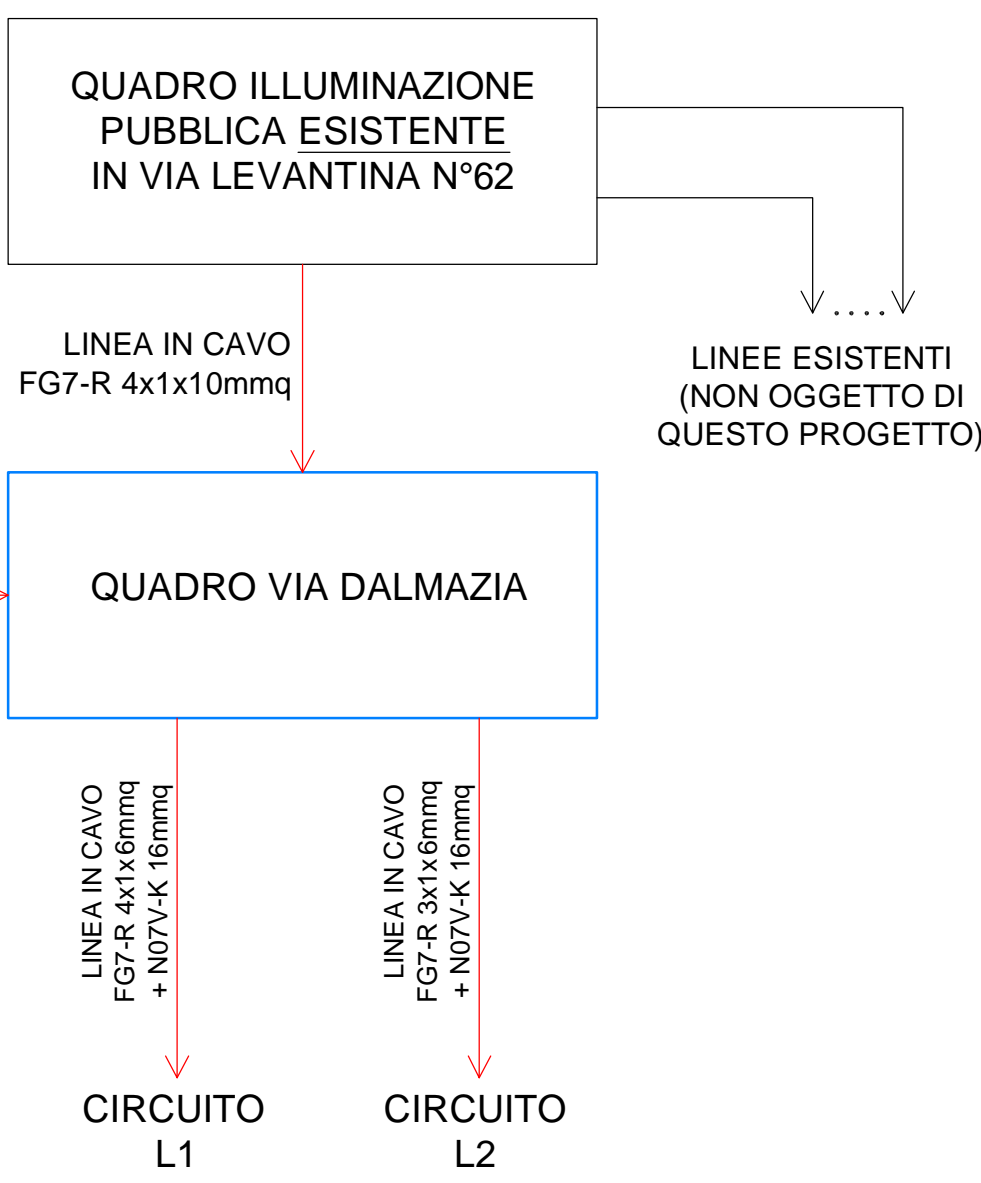 QUADRO ILLUMINAZIONE
PUBBLICA ESISTENTE
IN VIA LEVANTINA N°62
LINEA IN CAVO
FG7-R 4x1x10mmq
....
LINEE ESISTENTI
(NON OGGETTO DI
QUESTO PROGETTO)
QUADRO VIA DALMAZIA
LINEA IN CAVO
FG7-R 4x1x6mmq
+ N07V-K 16mmq
LINEA IN CAVO
FG7-R 3x1x6mmq
+ N07V-K 16mmq
CIRCUITO
L1
CIRCUITO
L2